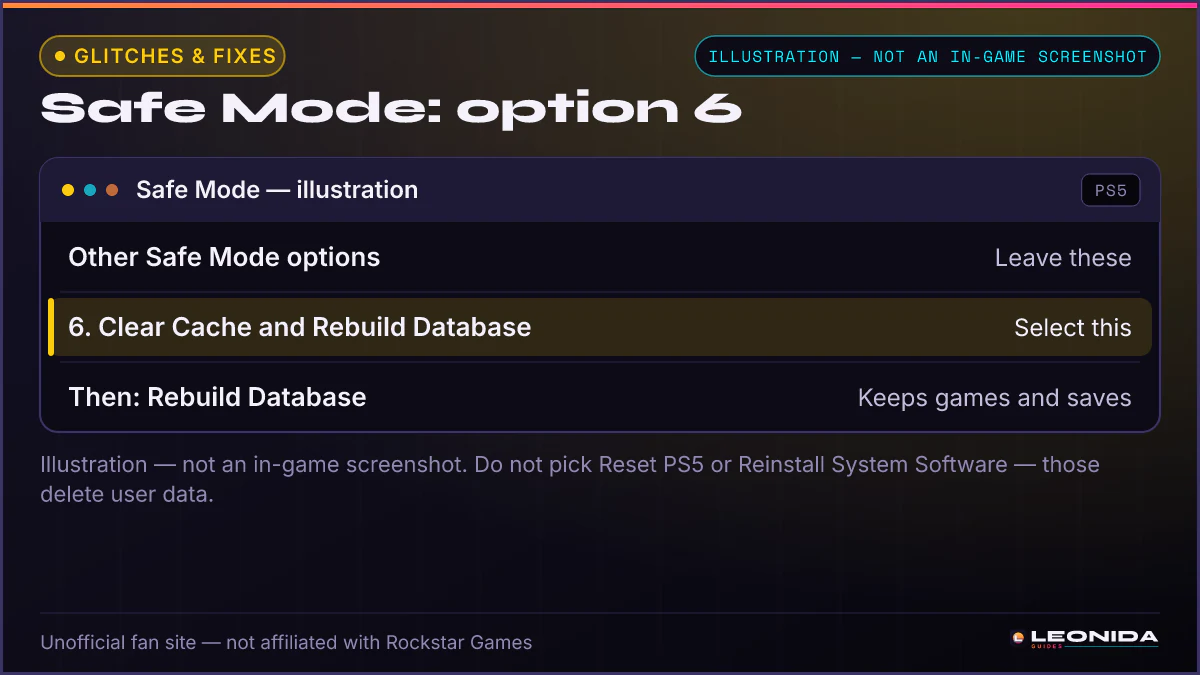 GLITCHES & FIXES
ILLUSTRATION — NOT AN IN-GAME SCREENSHOT
Safe Mode: option 6
Safe Mode — illustration
PS5
Other Safe Mode options
Leave these
6. Clear Cache and Rebuild Database
Select this
Then: Rebuild Database
Keeps games and saves
Illustration — not an in-game screenshot. Do not pick Reset PS5 or Reinstall System Software — those
delete user data.
Unofficial fan site — not affiliated with Rockstar Games
LEONIDA
GUIDES